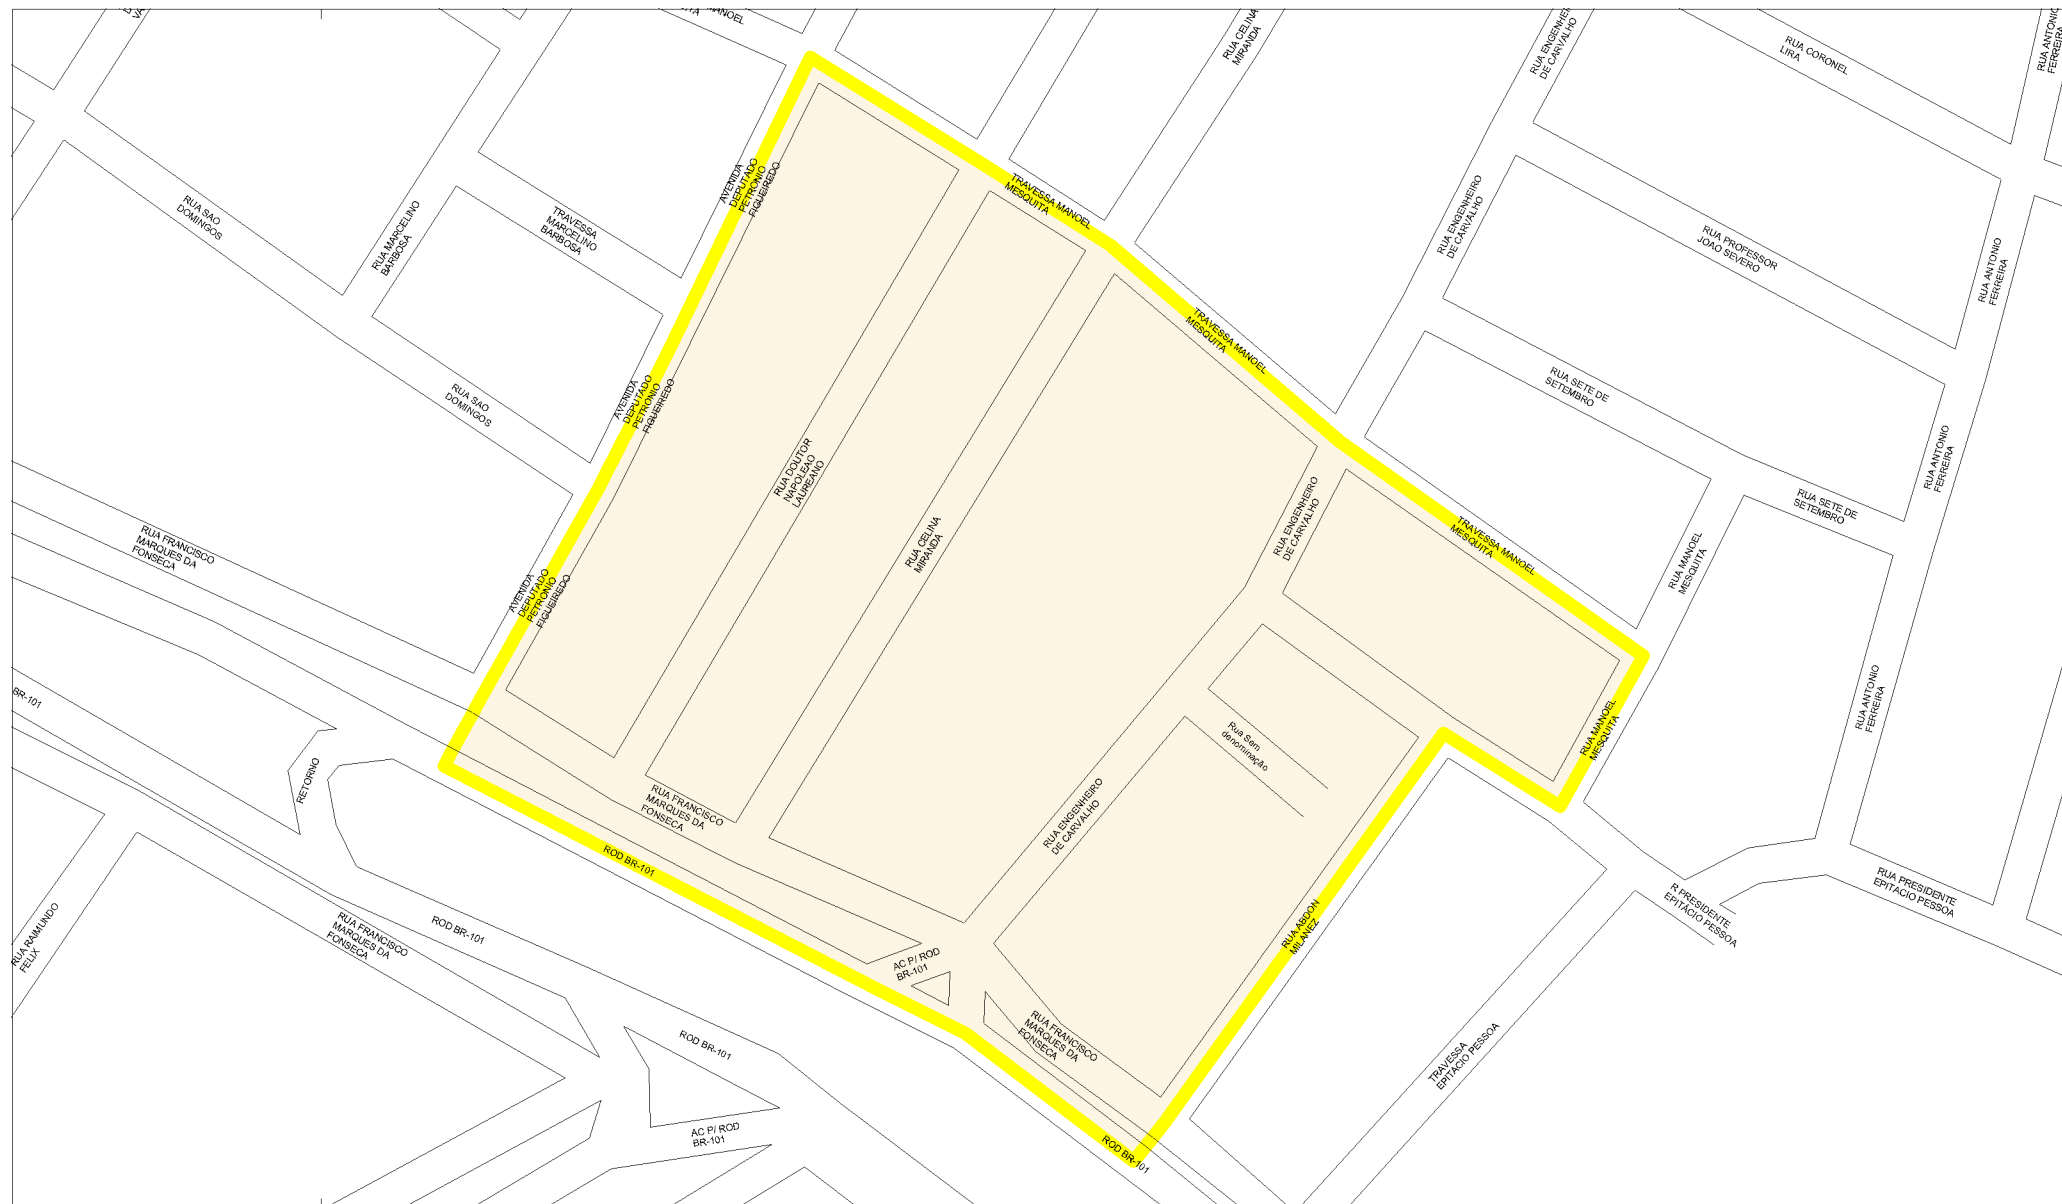 MANOEL
RUA CELINA
MIRANDA
RUA ENGENHEI
DE CARVALHO
RUA CORONEL
LIRA
RUA ANTONIO
FERREIRA
AVENIDA
DEPUTADO
PETRONIO
FIGUEIREDO
TRAVESSA MANOEL
MESQUITA
RUA SAO
DOMINGOS
RUA MARCELINO
BARBOSA
TRAVESSA
MARCELINO
BARBOSA
RUA ENGENHEIRO
DE CARVALHO
RUA PROFESSOR
JOAO SEVERO
RUA ANTONIO
FERREIRA
TRAVESSA MANOEL
MESQUITA
RUA SAO
DOMINGOS
AVENIDA
DEPUTADO
PETRONIO
FIGUEIREDO
RUA SETE DE
SETEMBRO
RUA DOUTOR
NAPOLEAO
LAUREANO
RUA ANTONIO
FERREIRA
RUA ENGENHEIRO
DE CARVALHO
RUA SETE DE
SETEMBRO
RUA FRANCISCO
MARQUES DA
FONSECA
RUA CELINA
MIRANDA
TRAVESSA MANOEL
MESQUITA
RUA MANOEL
MESQUITA
AVENIDA
DEPUTADO
PETRONIO
FIGUEIREDO
BR-101
RUA ANTONIO
FERREIRA
RUA MANOEL
MESQUITA
Rua Sem
denominação
RETORNO
RUA FRANCISCO
MARQUES DA
FONSECA
RUA ENGENHEIRO
DE CARVALHO
ROD BR-101
RUA PRESIDENTE
EPITACIO PESSOA
R PRESIDENTE
EPITACIO PESSOA
RUA RAIMUNDO
FELIX
RUA FRANCISCO
MARQUES DA
FONSECA
ROD BR-101
RUA ABDON
MILANEZ
AC P/ ROD
BR-101
RUA FRANCISCO
MARQUES DA
FONSECA
ROD BR-101
TRAVESSA
EPITACIO PESSOA
AC P/ ROD
BR-101
ROD BR-101